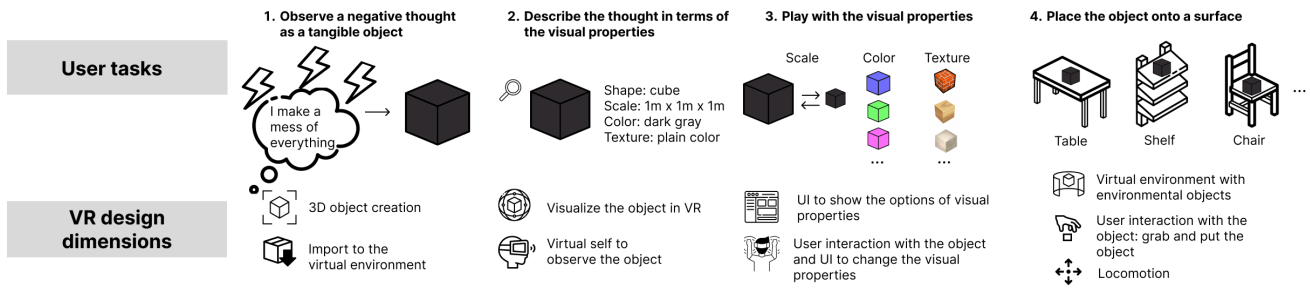 1. Observe a negative thought
as a tangible object
2. Describe the thought in terms of
the visual properties
3. Play with the visual properties
4. Place the object onto a surface
User tasks
I make a
mess of
everything
Shape: cube
Scale: 1m x 1m x 1m
Color: dark gray
Texture: plain color
Scale
Color
Texture
...
...
Table
Shelf
Chair
...
VR design
dimensions
3D object creation
Import to the
virtual environment
Visualize the object in VR
Virtual self to
observe the object
UI to show the options of visual
properties
User interaction with the object
and UI to change the visual
properties
Virtual environment with
environmental objects
User interaction with the
object: grab and put the
object
Locomotion